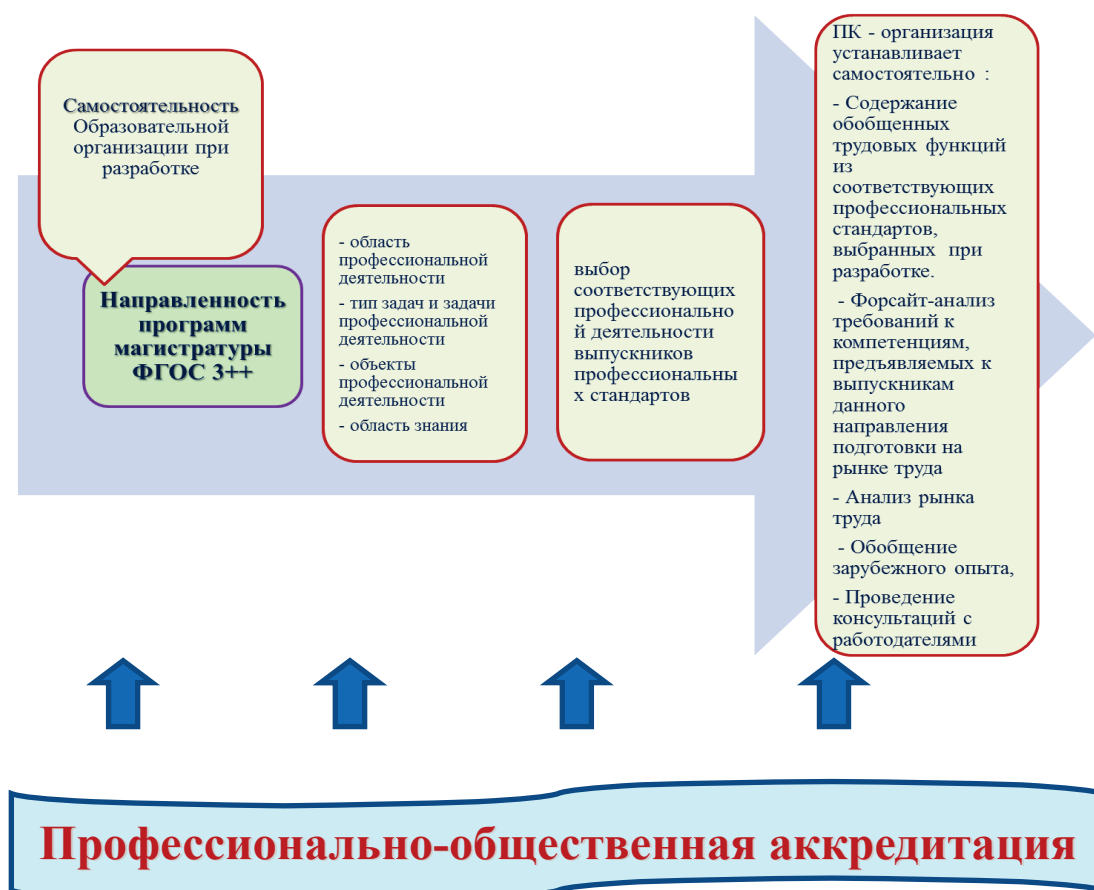 Самостоятельность
Образовательной
организации при
разработке
Направленность
программ
магистратуры
ФГОС 3++
- область
профессиональной
деятельности
- тип задач и задачи
профессиональной
деятельности
- объекты
профессиональной
деятельности
- область знания
выбор
соответствующих
профессионально
й деятельности
выпускников
профессиональны
х стандартов
ПК - организация
устанавливает
самостоятельно :
- Содержание
обобщенных
трудовых функций
из
соответствующих
профессиональных
стандартов,
выбранных при
разработке.
- Форсайт-анализ
требований к
компетенциям,
предъявляемых к
выпускникам
данного
направления
подготовки на
рынке труда
- Анализ рынка
труда
- Обобщение
зарубежного опыта,
- Проведение
консультаций с
работодателями
Профессионально-общественная аккредитация